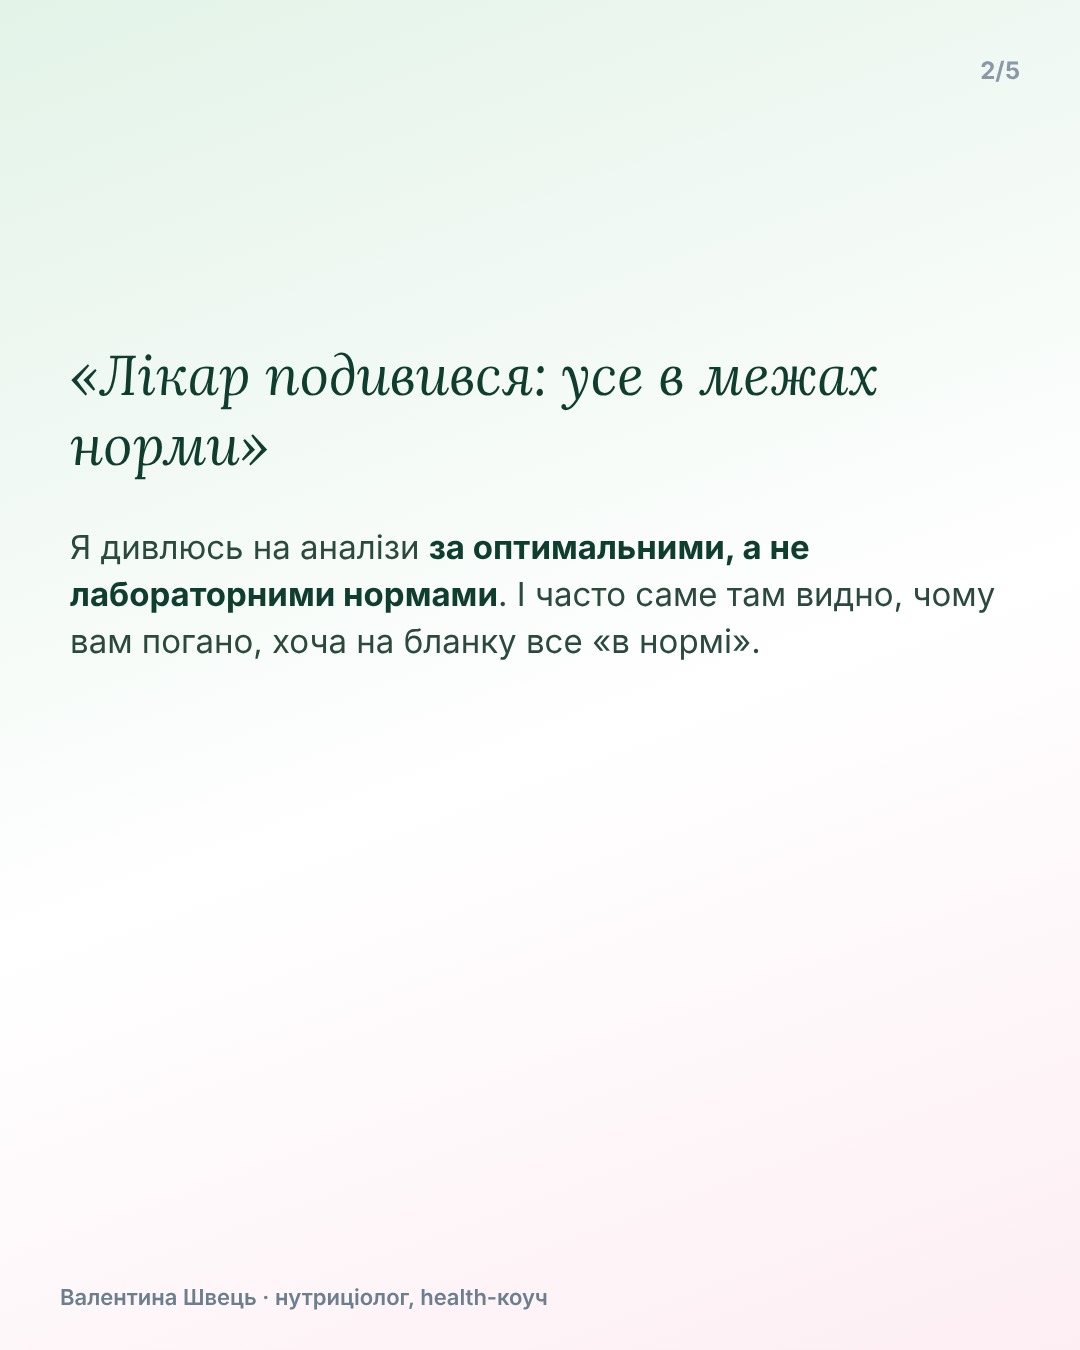 2/5
«Лікар подивився: усе в межах
норми»
Я дивлюсь на аналізи за оптимальними, а не
лабораторними нормами. І часто саме там видно, чому
вам погано, хоча на бланку все «в нормі».
Валентина Швець · нутриціолог, health-коуч